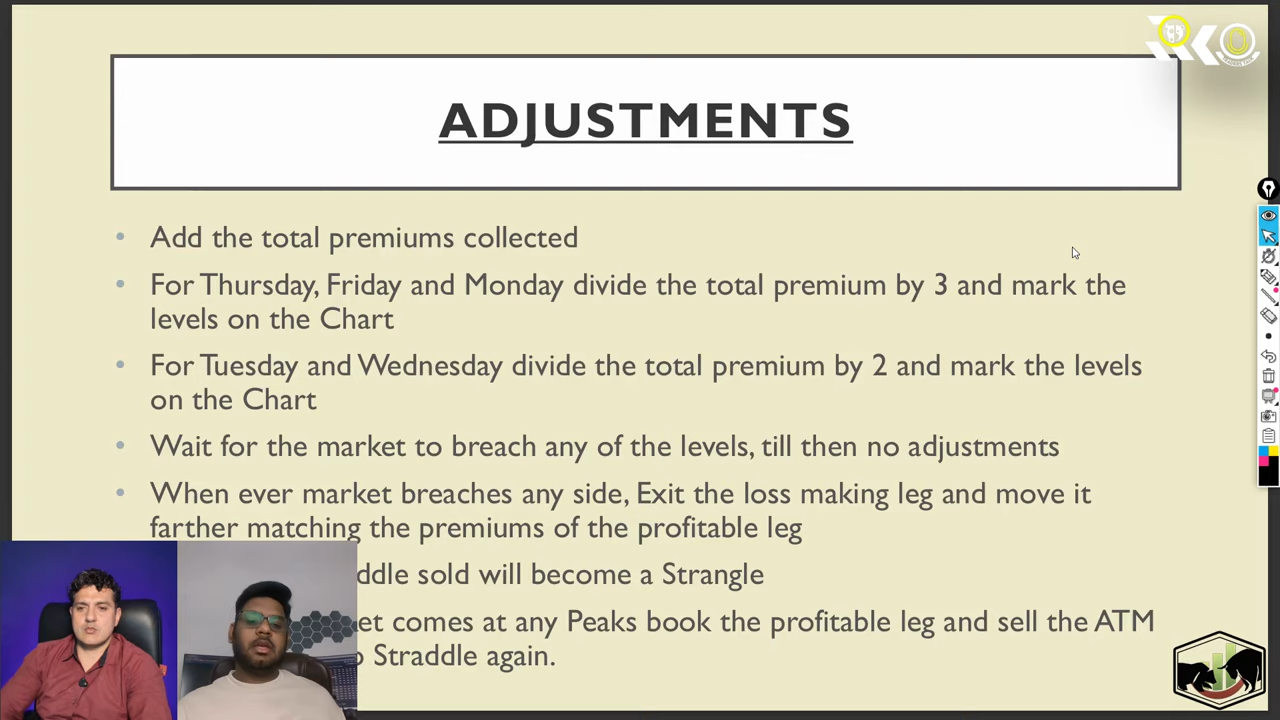 ADJUSTMENTS
Add the total premiums collected
For Thursday, Friday and Monday divide the total premium by 3 and mark the
levels on the Chart
For Tuesday and Wednesday divide the total premium by 2 and mark the levels
on the Chart
Wait for the market to breach any of the levels, till then no adjustments
When ever market breaches any side, Exit the loss making leg and move it
farther matching the premiums of the profitable leg
sold will become a Strangle
comes at any Peaks book the profitable leg and sell the ATM
Straddle again.